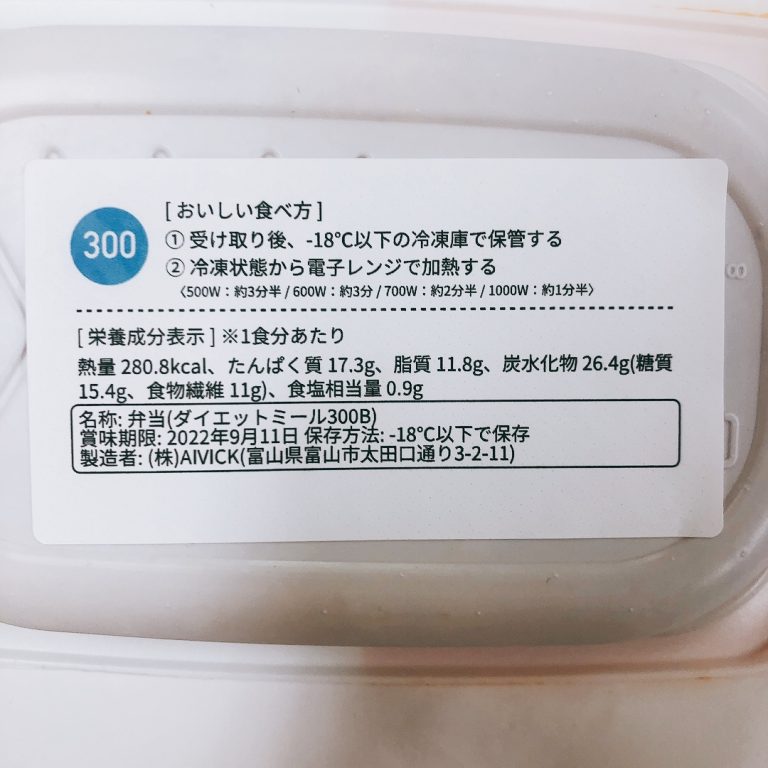 300
[ おいしい食べ方 ]
① 受け取り後、-18℃以下の冷凍庫で保管する
② 冷凍状態から電子レンジで加熱する
〈500W：約3分半 / 600W：約3分 / 700W：約2分半 / 1000W：約1分半〉
[ 栄養成分表示 ] ※1食分あたり
熱量 280.8kcal、たんぱく質 17.3g、脂質 11.8g、炭水化物 26.4g(糖質
15.4g、食物繊維 11g)、食塩相当量 0.9g
名称: 弁当(ダイエットミール300B)
賞味期限: 2022年9月11日 保存方法: -18℃以下で保存
製造者: (株)AIVICK(富山県富山市太田口通り3-2-11)